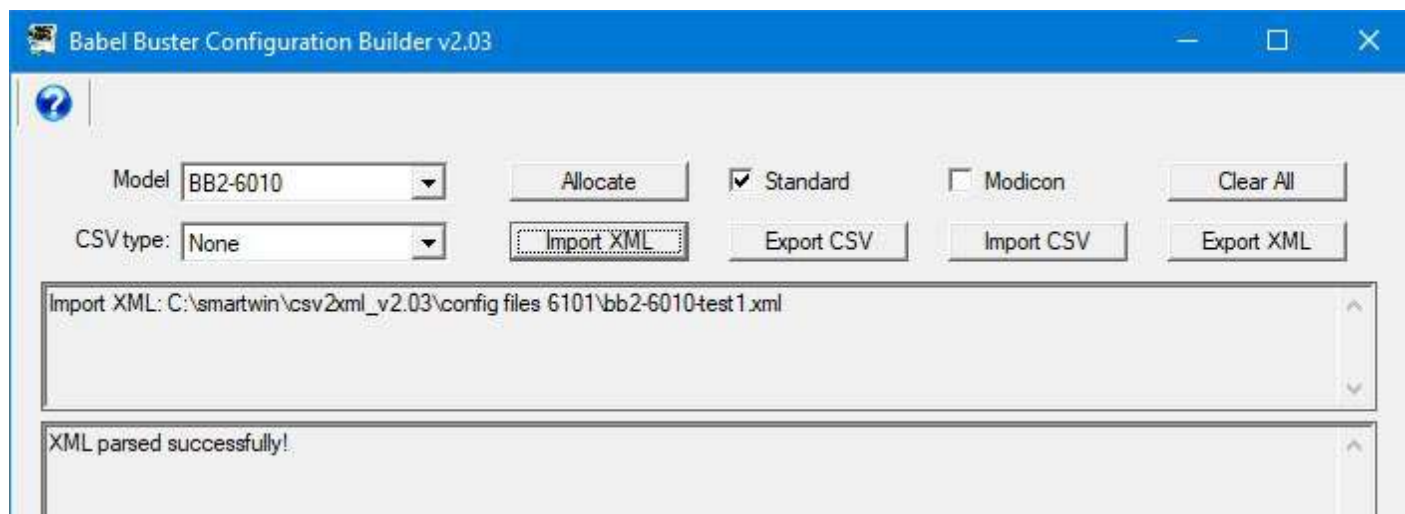 Babel Buster Configuration Builder v2.03
Model BB2-6010 Allocate Standard Modicon Clear All
CSV type: None Import XML Export CSV Import CSV Export XML
Import XML: C:\smartwin\csv2xml_v2.03\config files 6101\bb2-6010-test1.xml
XML parsed successfully!